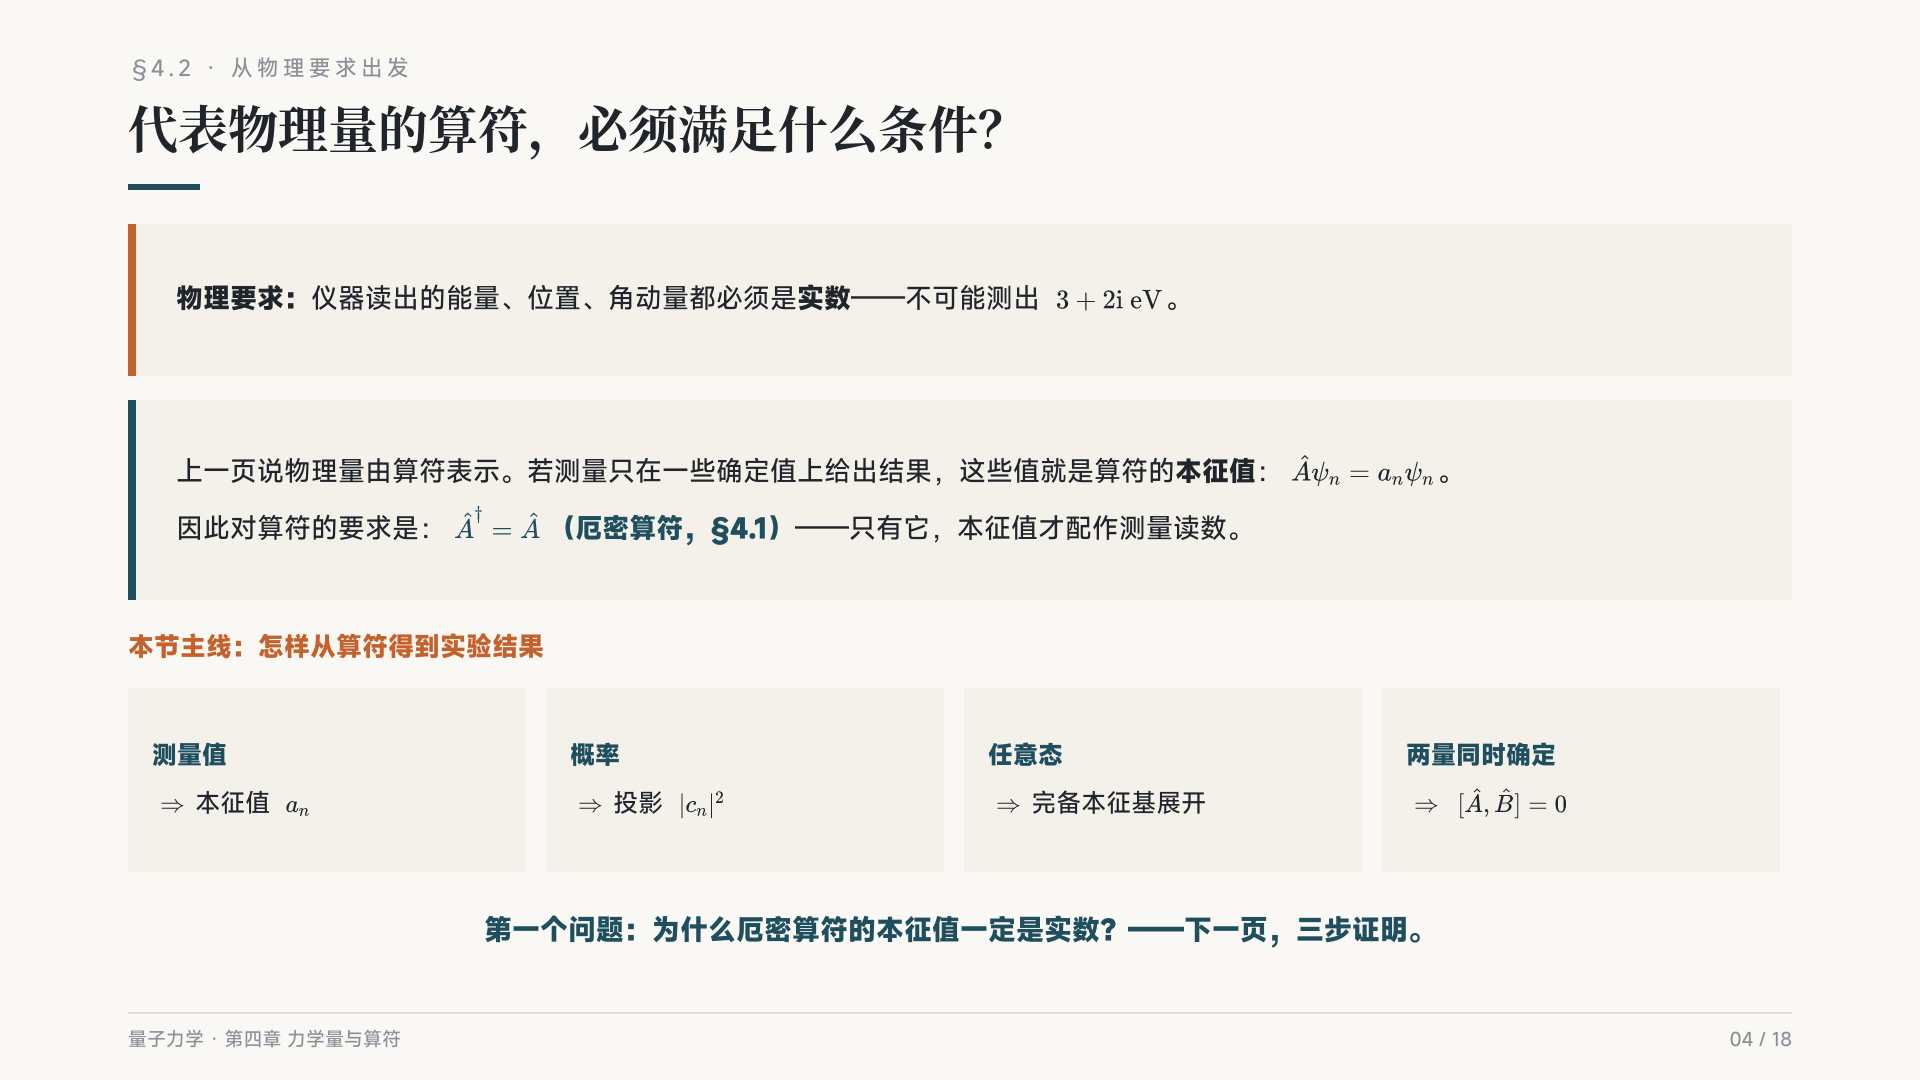 §4.2 · 从物理要求出发
代表物理量的算符，必须满足什么条件？
物理要求：仪器读出的能量、位置、角动量都必须是实数——不可能测出 3 + 2i eV。
上一页说物理量由算符表示。若测量只在一些确定值上给出结果，这些值就是算符的本征值： Âψₙ = aₙψₙ。
因此对算符的要求是： Â† = Â （厄密算符，§4.1）——只有它，本征值才配作测量读数。
本节主线：怎样从算符得到实验结果
测量值
⇒ 本征值 aₙ
概率
⇒ 投影 |cₙ|²
任意态
⇒ 完备本征基展开
两量同时确定
⇒ [Â, B̂] = 0
第一个问题：为什么厄密算符的本征值一定是实数？——下一页，三步证明。
量子力学 · 第四章 力学量与算符
04 / 18